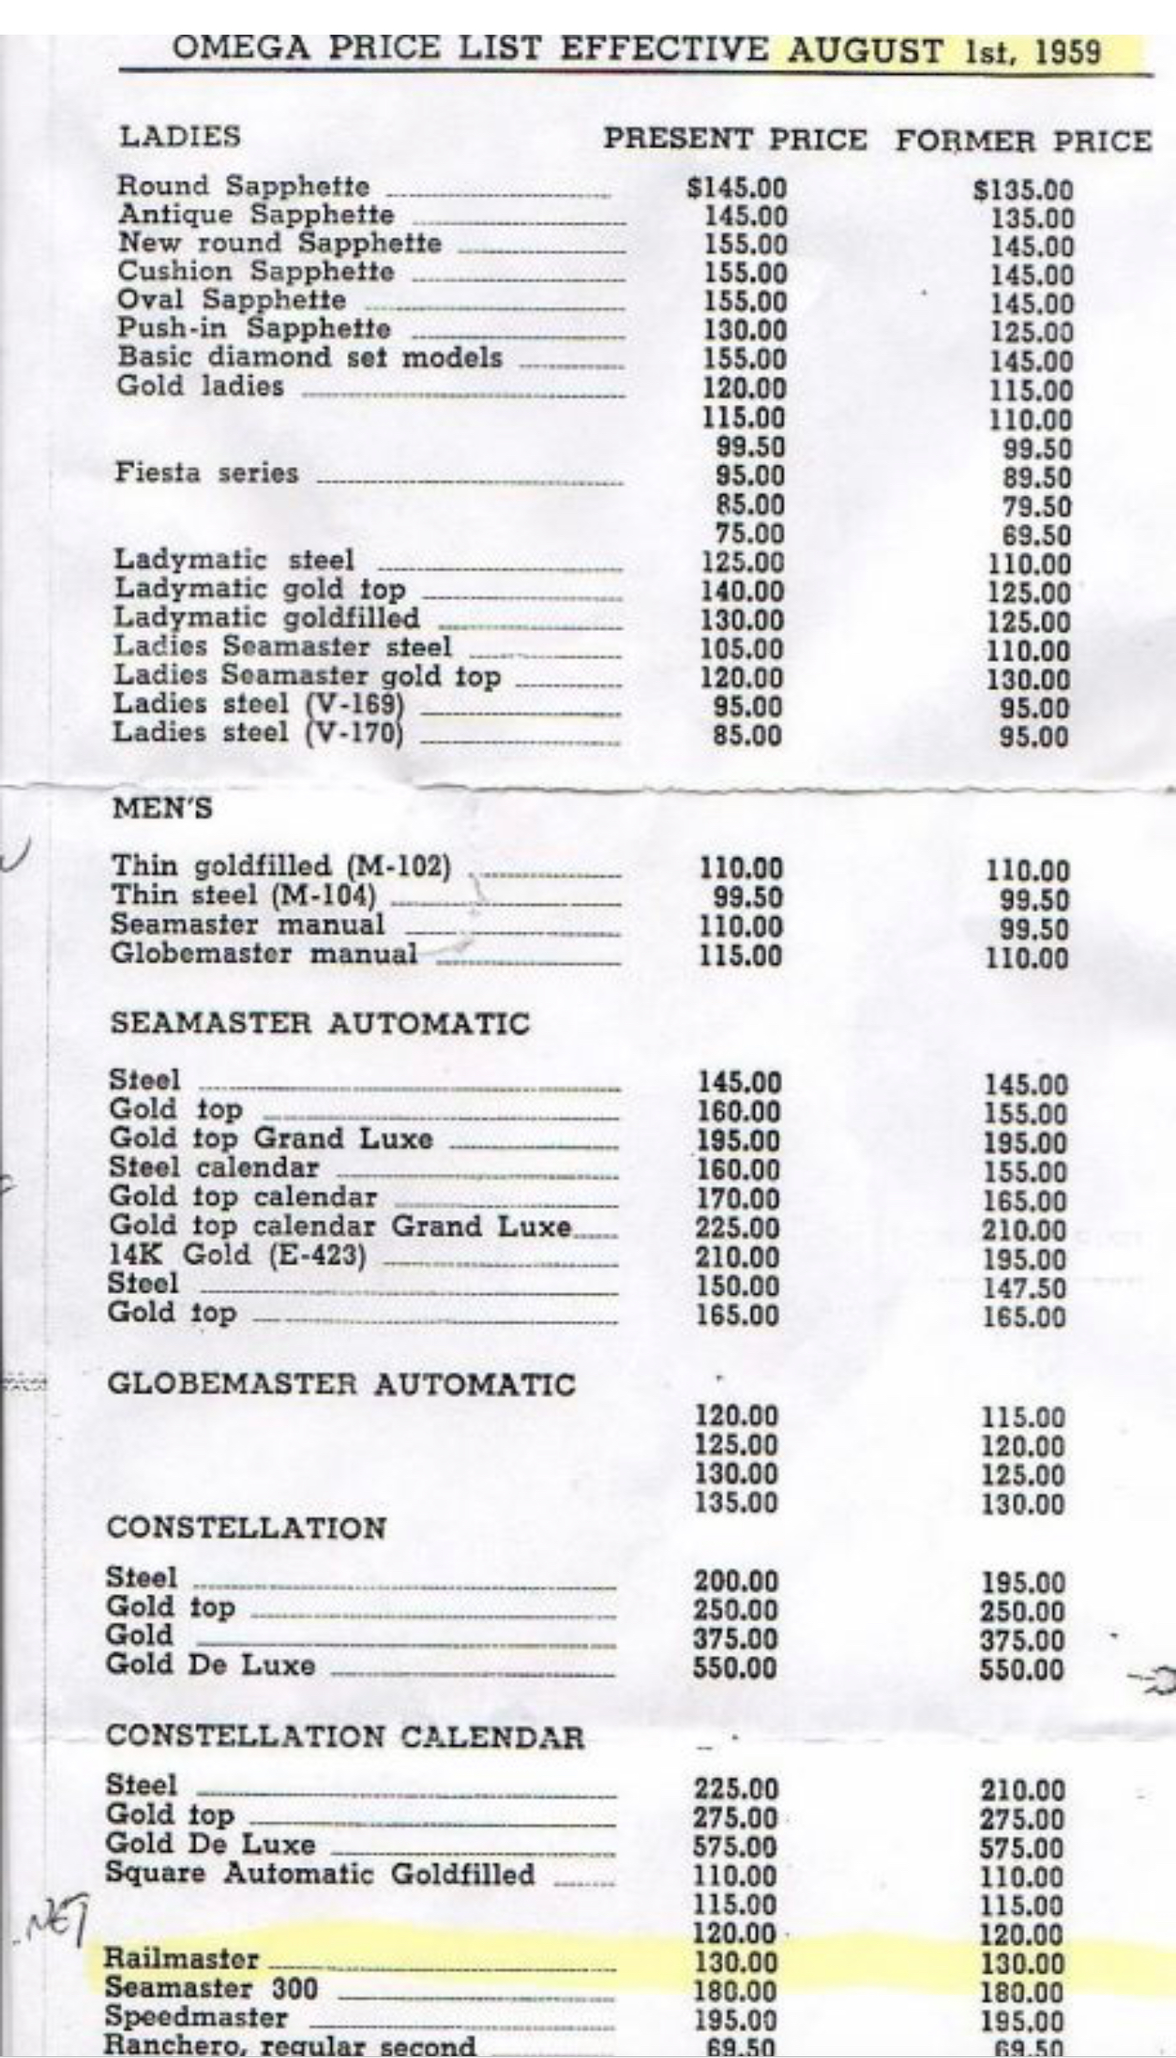 OMEGA PRICE LIST EFFECTIVE AUGUST 1st, 1959
LADIES PRESENT PRICE FORMER PRICE
Round Sapphette $145.00 $135.00
Antique Sapphette 145.00 135.00
New round Sapphette 155.00 145.00
Cushion Sapphette 155.00 145.00
Oval Sapphette 155.00 145.00
Push-in Sapphette 130.00 125.00
Basic diamond set models 155.00 145.00
Gold ladies 120.00 115.00
115.00 110.00
99.50 99.50
Fiesta series 95.00 89.50
85.00 79.50
75.00 69.50
Ladymatic steel 125.00 110.00
Ladymatic gold top 140.00 125.00
Ladymatic goldfilled 130.00 125.00
Ladies Seamaster steel 105.00 110.00
Ladies Seamaster gold top 120.00 130.00
Ladies steel (V-169) 95.00 95.00
Ladies steel (V-170) 85.00 95.00
MEN'S
Thin goldfilled (M-102) 110.00 110.00
Thin steel (M-104) 99.50 99.50
Seamaster manual 110.00 99.50
Globemaster manual 115.00 110.00
SEAMASTER AUTOMATIC
Steel 145.00 145.00
Gold top 160.00 155.00
Gold top Grand Luxe 195.00 195.00
Steel calendar 160.00 155.00
Gold top calendar 170.00 165.00
Gold top calendar Grand Luxe 225.00 210.00
14K Gold (E-423) 210.00 195.00
Steel 150.00 147.50
Gold top 165.00 165.00
GLOBEMASTER AUTOMATIC
120.00 115.00
125.00 120.00
130.00 125.00
135.00 130.00
CONSTELLATION
Steel 200.00 195.00
Gold top 250.00 250.00
Gold 375.00 375.00
Gold De Luxe 550.00 550.00
CONSTELLATION CALENDAR
Steel 225.00 210.00
Gold top 275.00 275.00
Gold De Luxe 575.00 575.00
Square Automatic Goldfilled 110.00 110.00
115.00 115.00
NET 120.00 120.00
Railmaster 130.00 130.00
Seamaster 300 180.00 180.00
Speedmaster 195.00 195.00
Ranchero, regular second 69.50 69.50